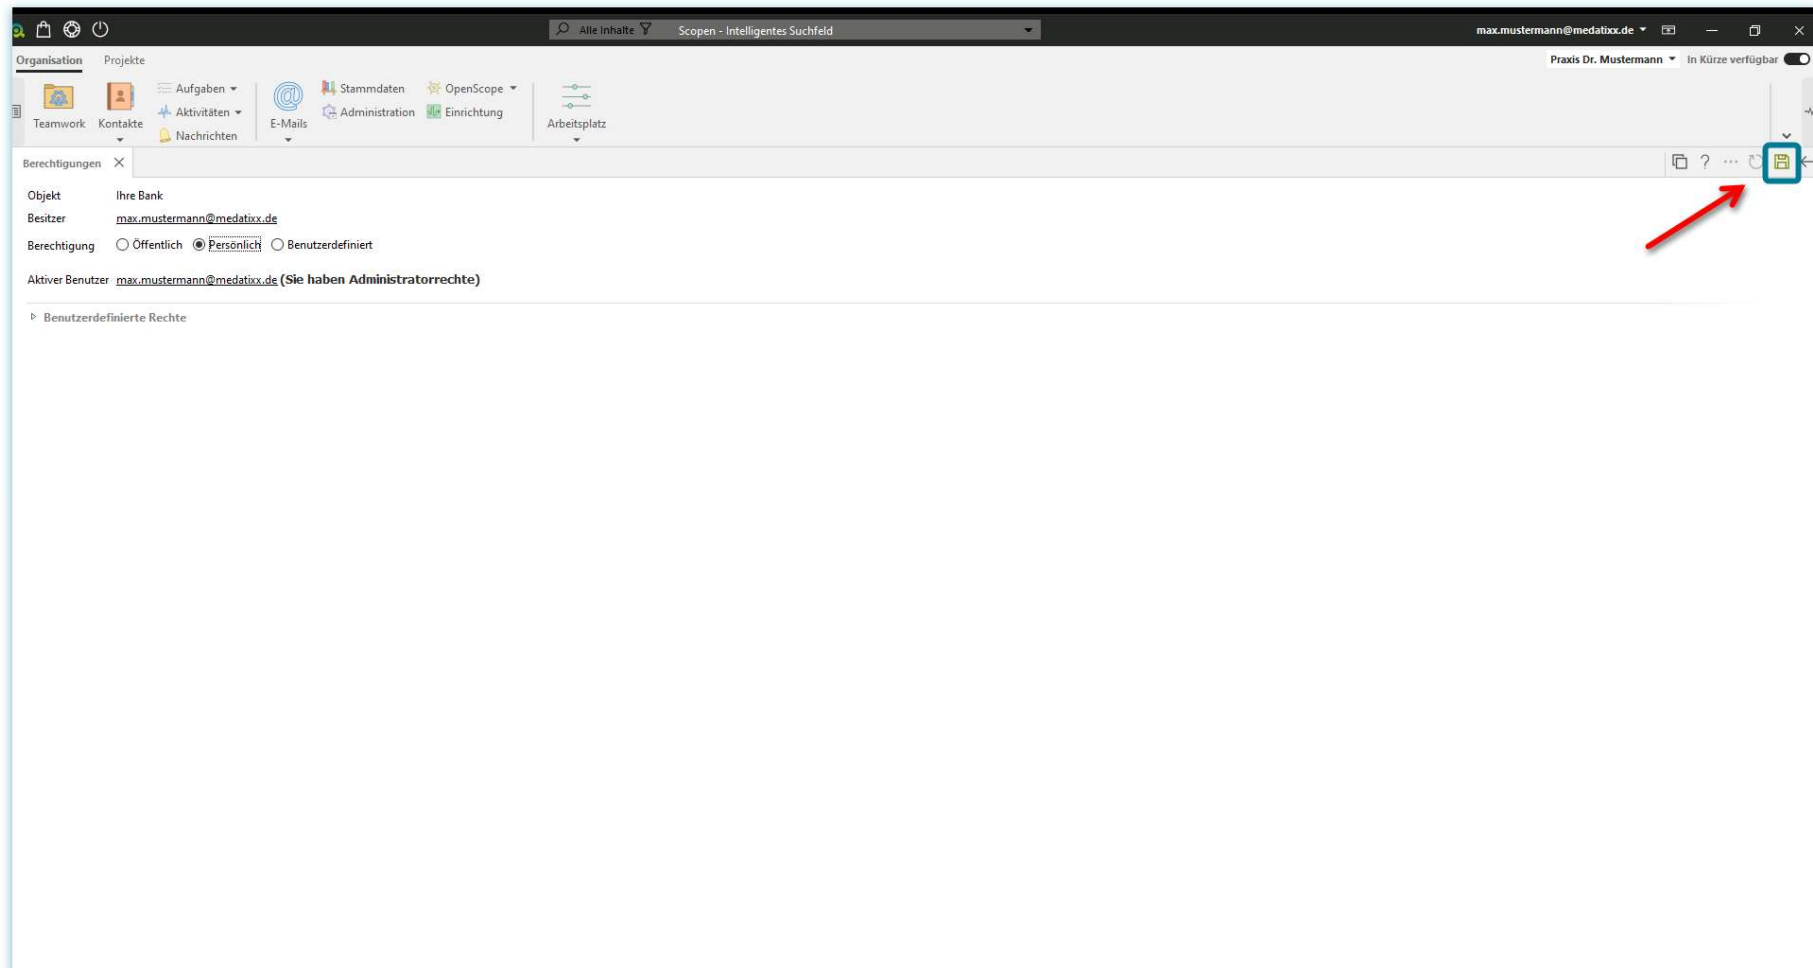 Alle Inhalte Scopen - Intelligentes Suchfeld max.mustermann@medatixx.de
Organisation Projekte Praxis Dr. Mustermann In Kürze verfügbar
Teamwork
Kontakte
Aufgaben
Aktivitäten
Nachrichten
E-Mails
Stammdaten OpenScope
Administration Einrichtung
Arbeitsplatz
Berechtigungen
Objekt Ihre Bank
Besitzer max.mustermann@medatixx.de
Berechtigung Öffentlich Persönlich Benutzerdefiniert
Aktiver Benutzer max.mustermann@medatixx.de (Sie haben Administratorrechte)
Benutzerdefinierte Rechte